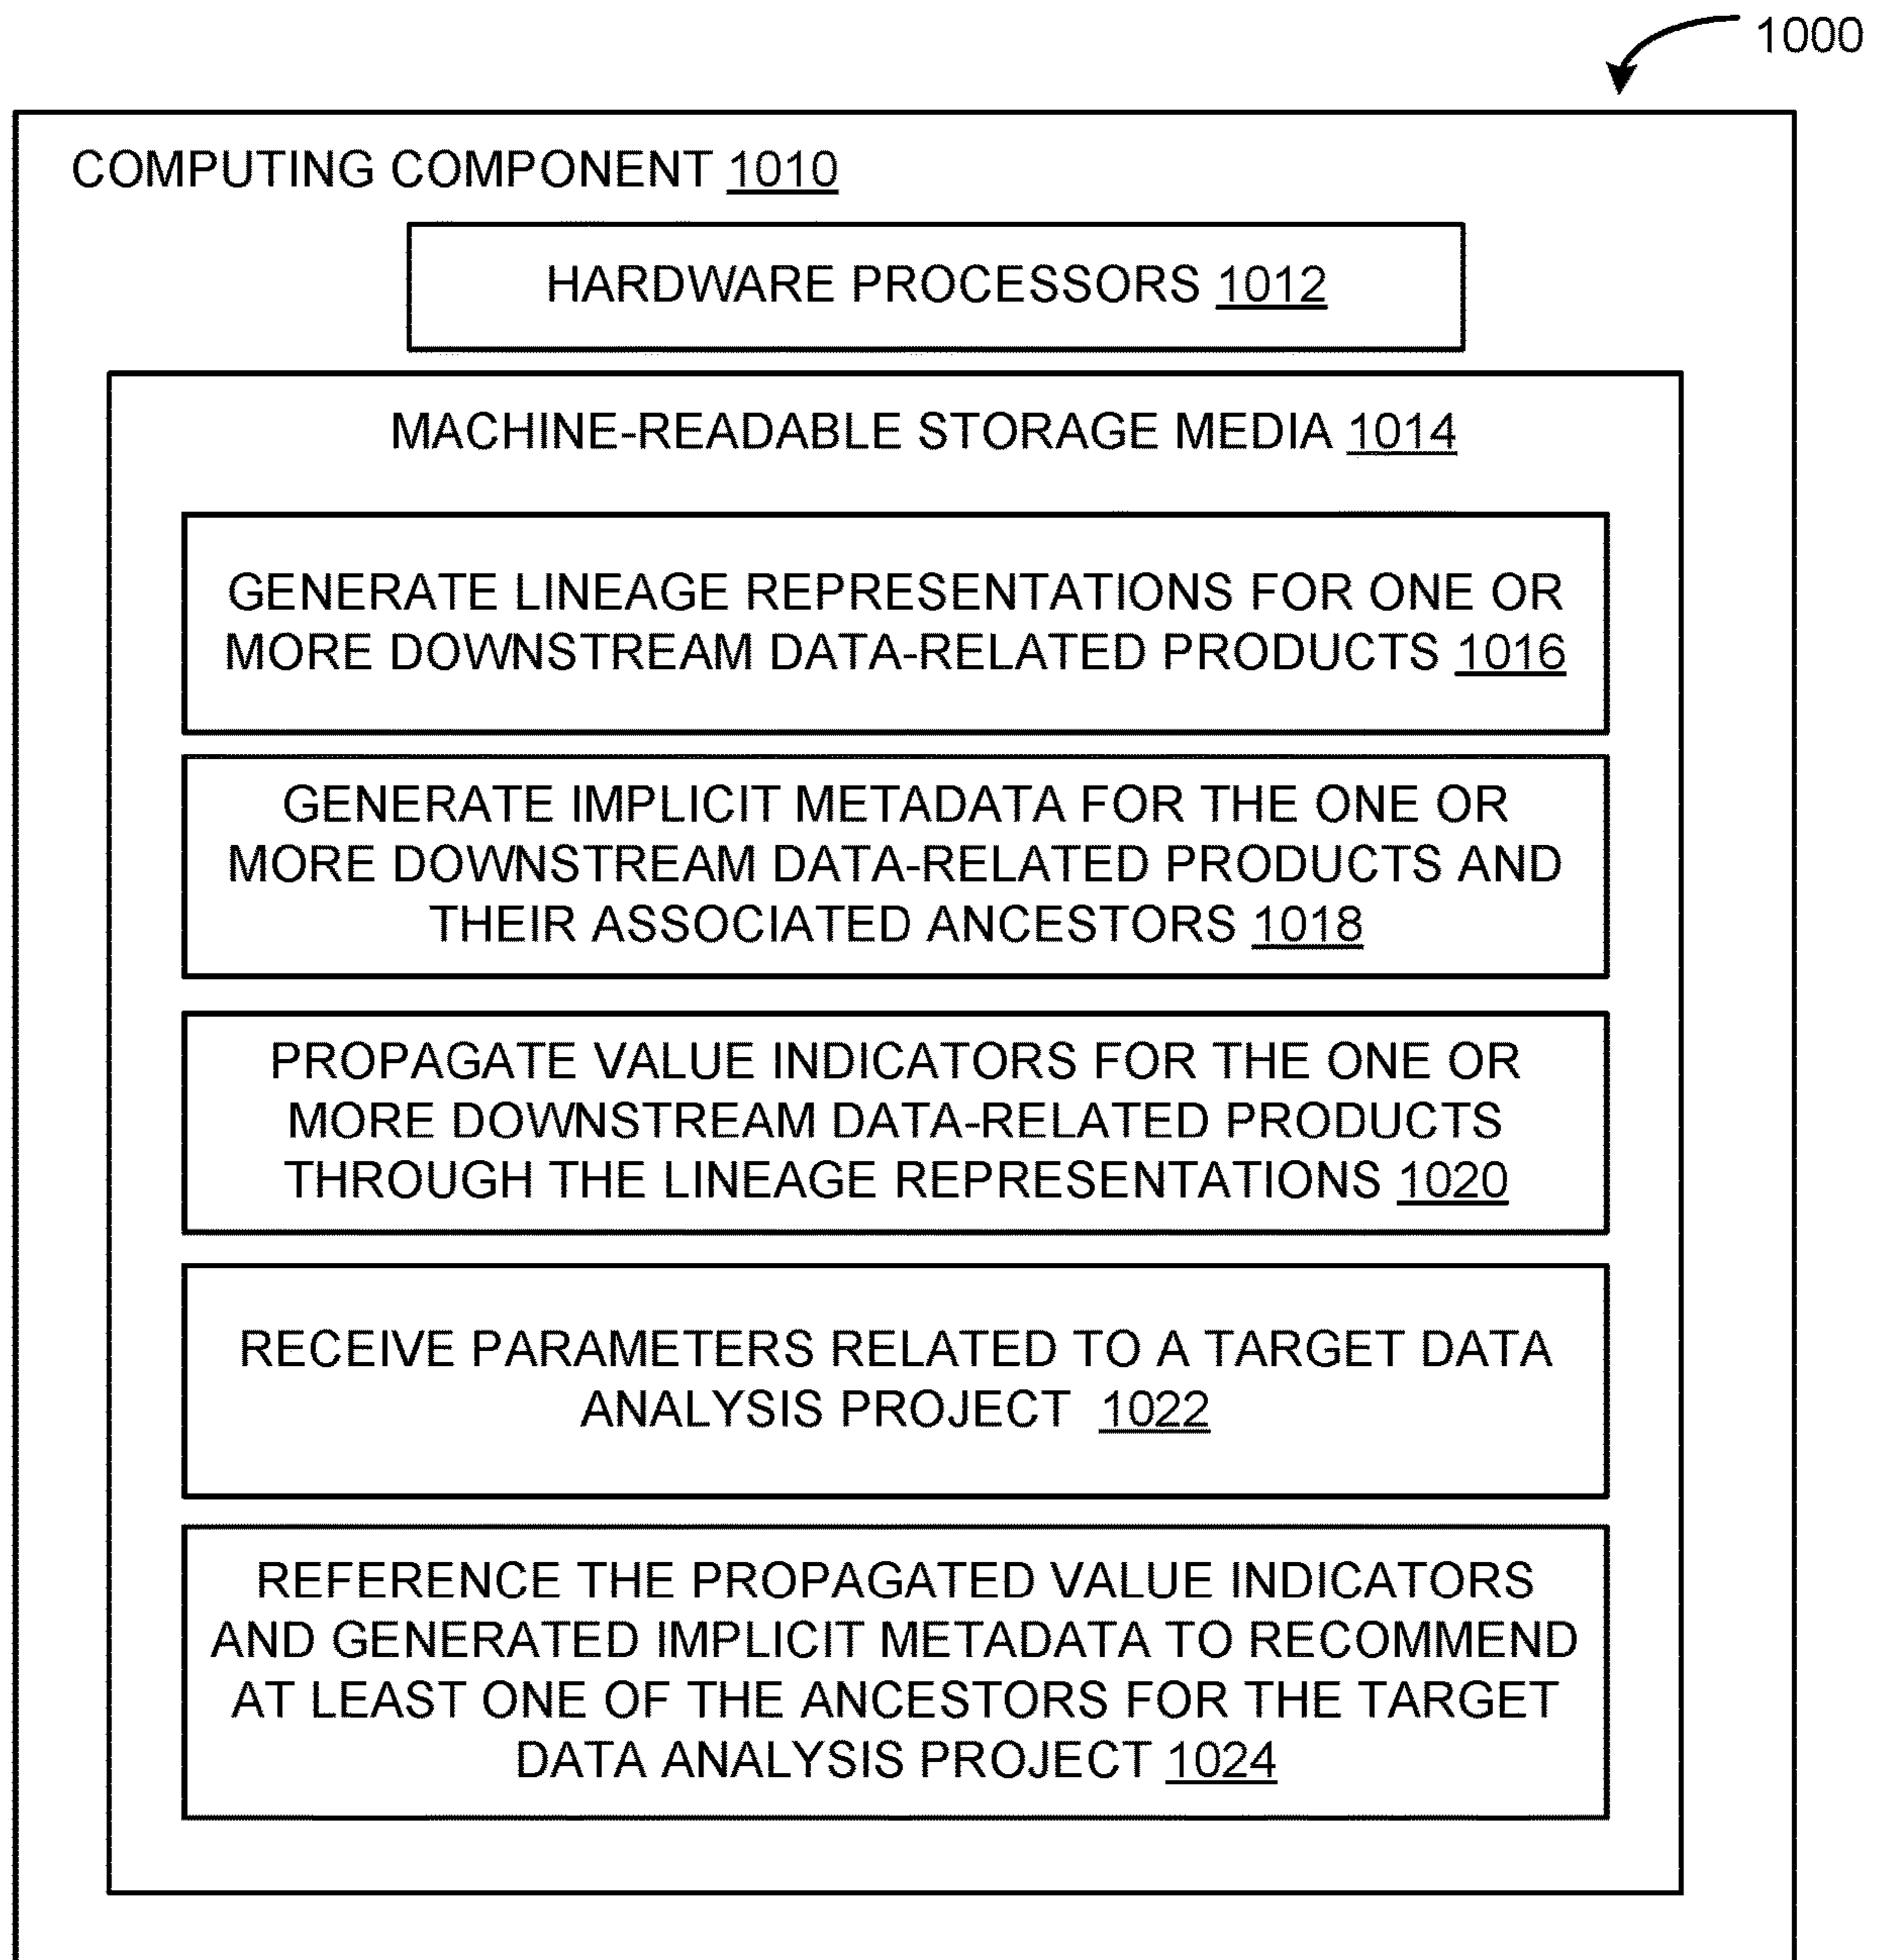 1000
COMPUTING COMPONENT 1010
HARDWARE PROCESSORS 1012
MACHINE-READABLE STORAGE MEDIA 1014
GENERATE LINEAGE REPRESENTATIONS FOR ONE OR
MORE DOWNSTREAM DATA-RELATED PRODUCTS 1016
GENERATE IMPLICIT METADATA FOR THE ONE OR
MORE DOWNSTREAM DATA-RELATED PRODUCTS AND
THEIR ASSOCIATED ANCESTORS 1018
PROPAGATE VALUE INDICATORS FOR THE ONE OR
MORE DOWNSTREAM DATA-RELATED PRODUCTS
THROUGH THE LINEAGE REPRESENTATIONS 1020
RECEIVE PARAMETERS RELATED TO A TARGET DATA
ANALYSIS PROJECT 1022
REFERENCE THE PROPAGATED VALUE INDICATORS
AND GENERATED IMPLICIT METADATA TO RECOMMEND
AT LEAST ONE OF THE ANCESTORS FOR THE TARGET
DATA ANALYSIS PROJECT 1024